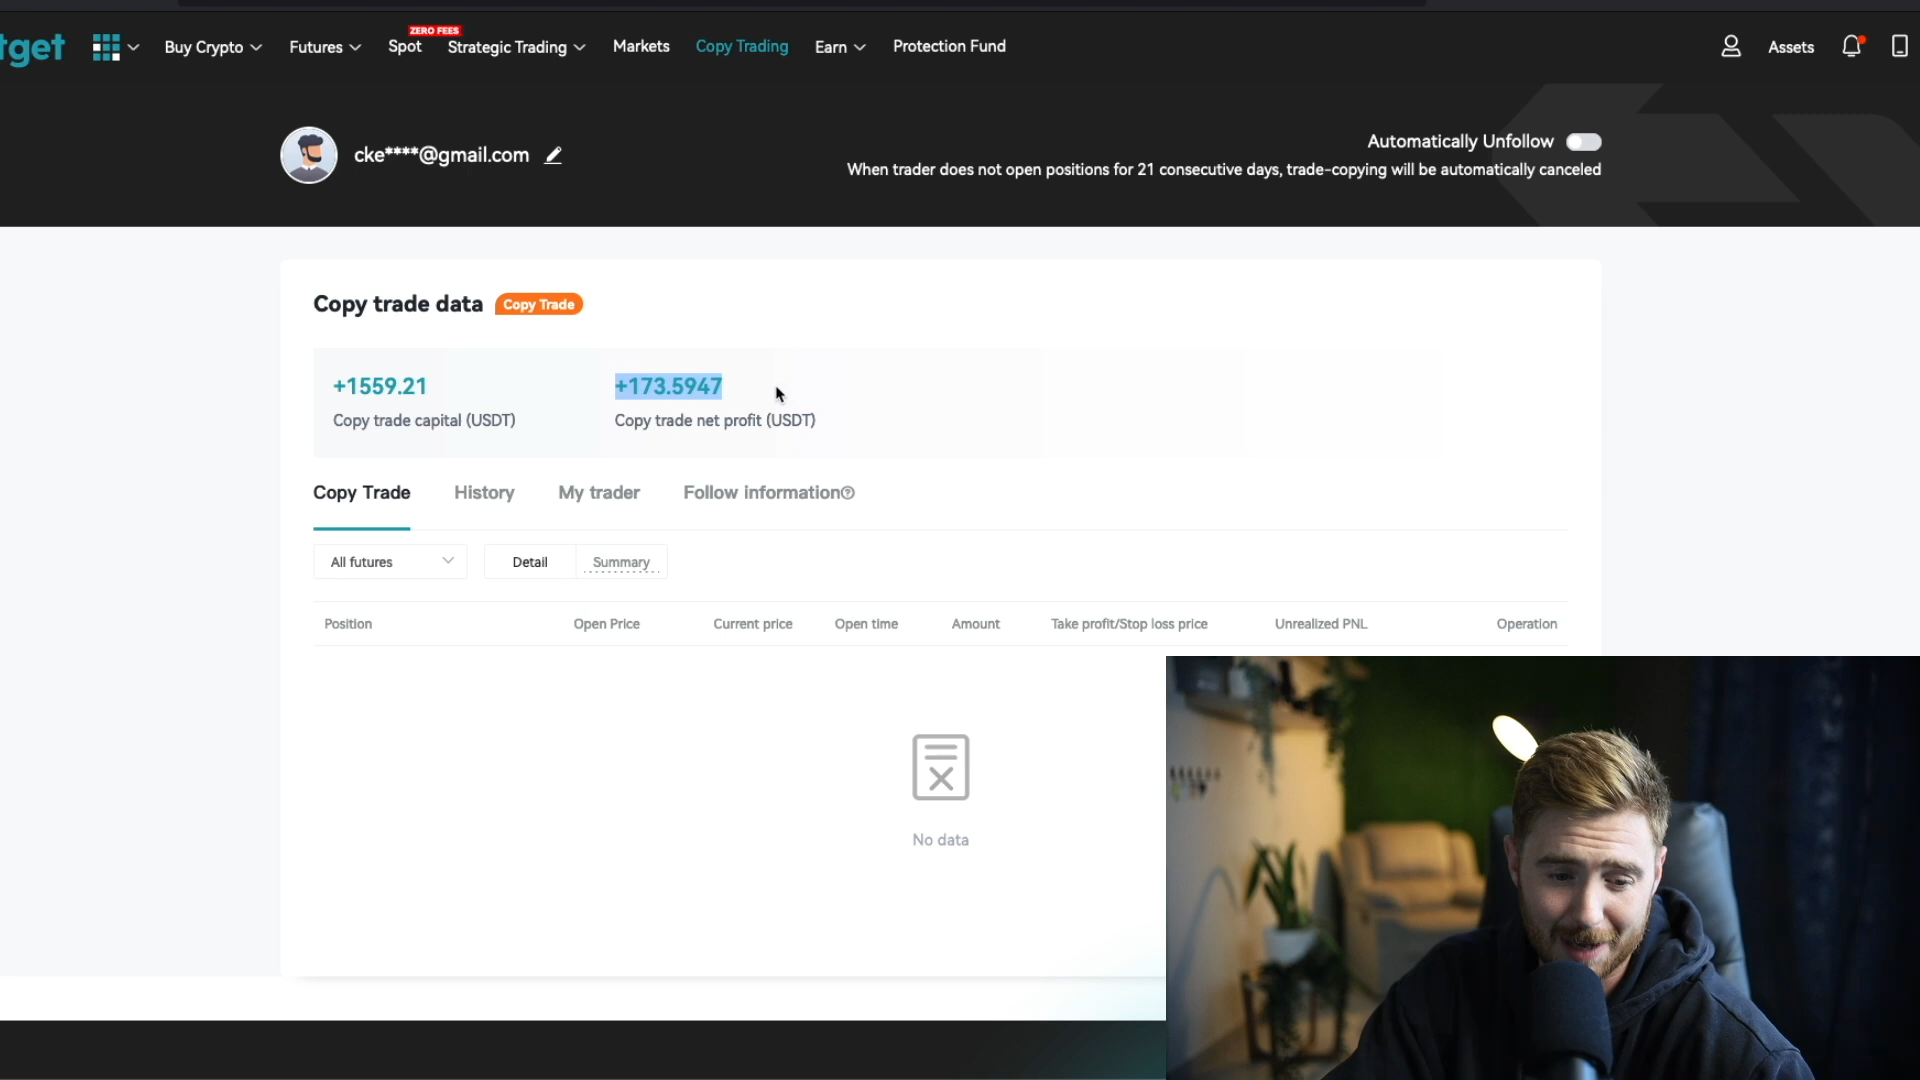 tget
Buy Crypto
Futures
Spot
ZERO FEES
Strategic Trading
Markets
Copy Trading
Earn
Protection Fund
Assets
cke****@gmail.com
Automatically Unfollow
When trader does not open positions for 21 consecutive days, trade-copying will be automatically canceled
Copy trade data
Copy Trade
+1559.21
Copy trade capital (USDT)
+173.5947
Copy trade net profit (USDT)
Copy Trade
History
My trader
Follow information
All futures
Detail
Summary
Position
Open Price
Current price
Open time
Amount
Take profit/Stop loss price
Unrealized PNL
Operation
No data